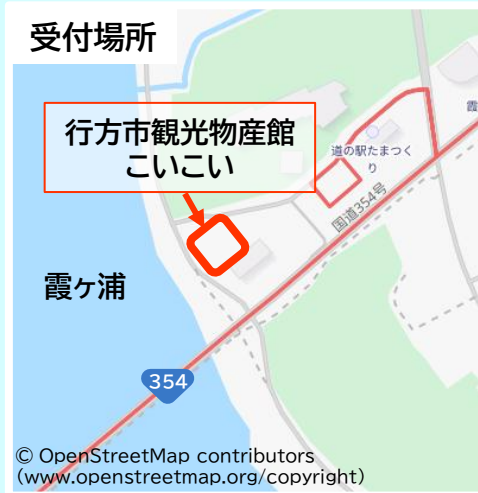 受付場所
行方市観光物産館
こいこい
道の駅たまつく
り
霞
国道354号
霞ヶ浦
354
© OpenStreetMap contributors
(www.openstreetmap.org/copyright)